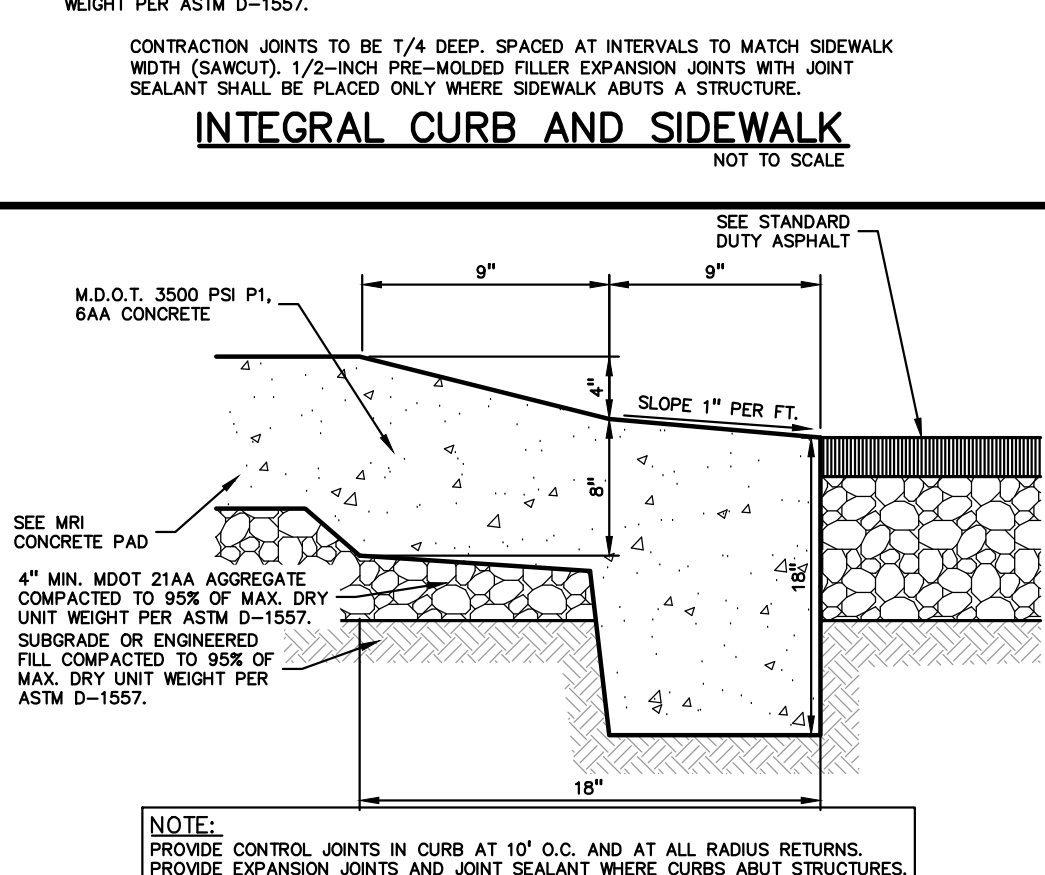 WEIGHT PER ASTM D-1557.
CONTRACTION JOINTS TO BE T/4 DEEP. SPACED AT INTERVALS TO MATCH SIDEWALK
WIDTH (SAWCUT). 1/2-INCH PRE-MOLDED FILLER EXPANSION JOINTS WITH JOINT
SEALANT SHALL BE PLACED ONLY WHERE SIDEWALK ABUTS A STRUCTURE.
INTEGRAL CURB AND SIDEWALK
NOT TO SCALE
SEE STANDARD
DUTY ASPHALT
9"
9"
M.D.O.T. 3500 PSI P1,
6AA CONCRETE
4"
SLOPE 1" PER FT.
8"
18"
SEE MRI
CONCRETE PAD
4" MIN. MDOT 21AA AGGREGATE
COMPACTED TO 95% OF MAX. DRY
UNIT WEIGHT PER ASTM D-1557.
SUBGRADE OR ENGINEERED
FILL COMPACTED TO 95% OF
MAX. DRY UNIT WEIGHT PER
ASTM D-1557.
18"
NOTE:
PROVIDE CONTROL JOINTS IN CURB AT 10' O.C. AND AT ALL RADIUS RETURNS.
PROVIDE EXPANSION JOINTS AND JOINT SEALANT WHERE CURBS ABUT STRUCTURES.